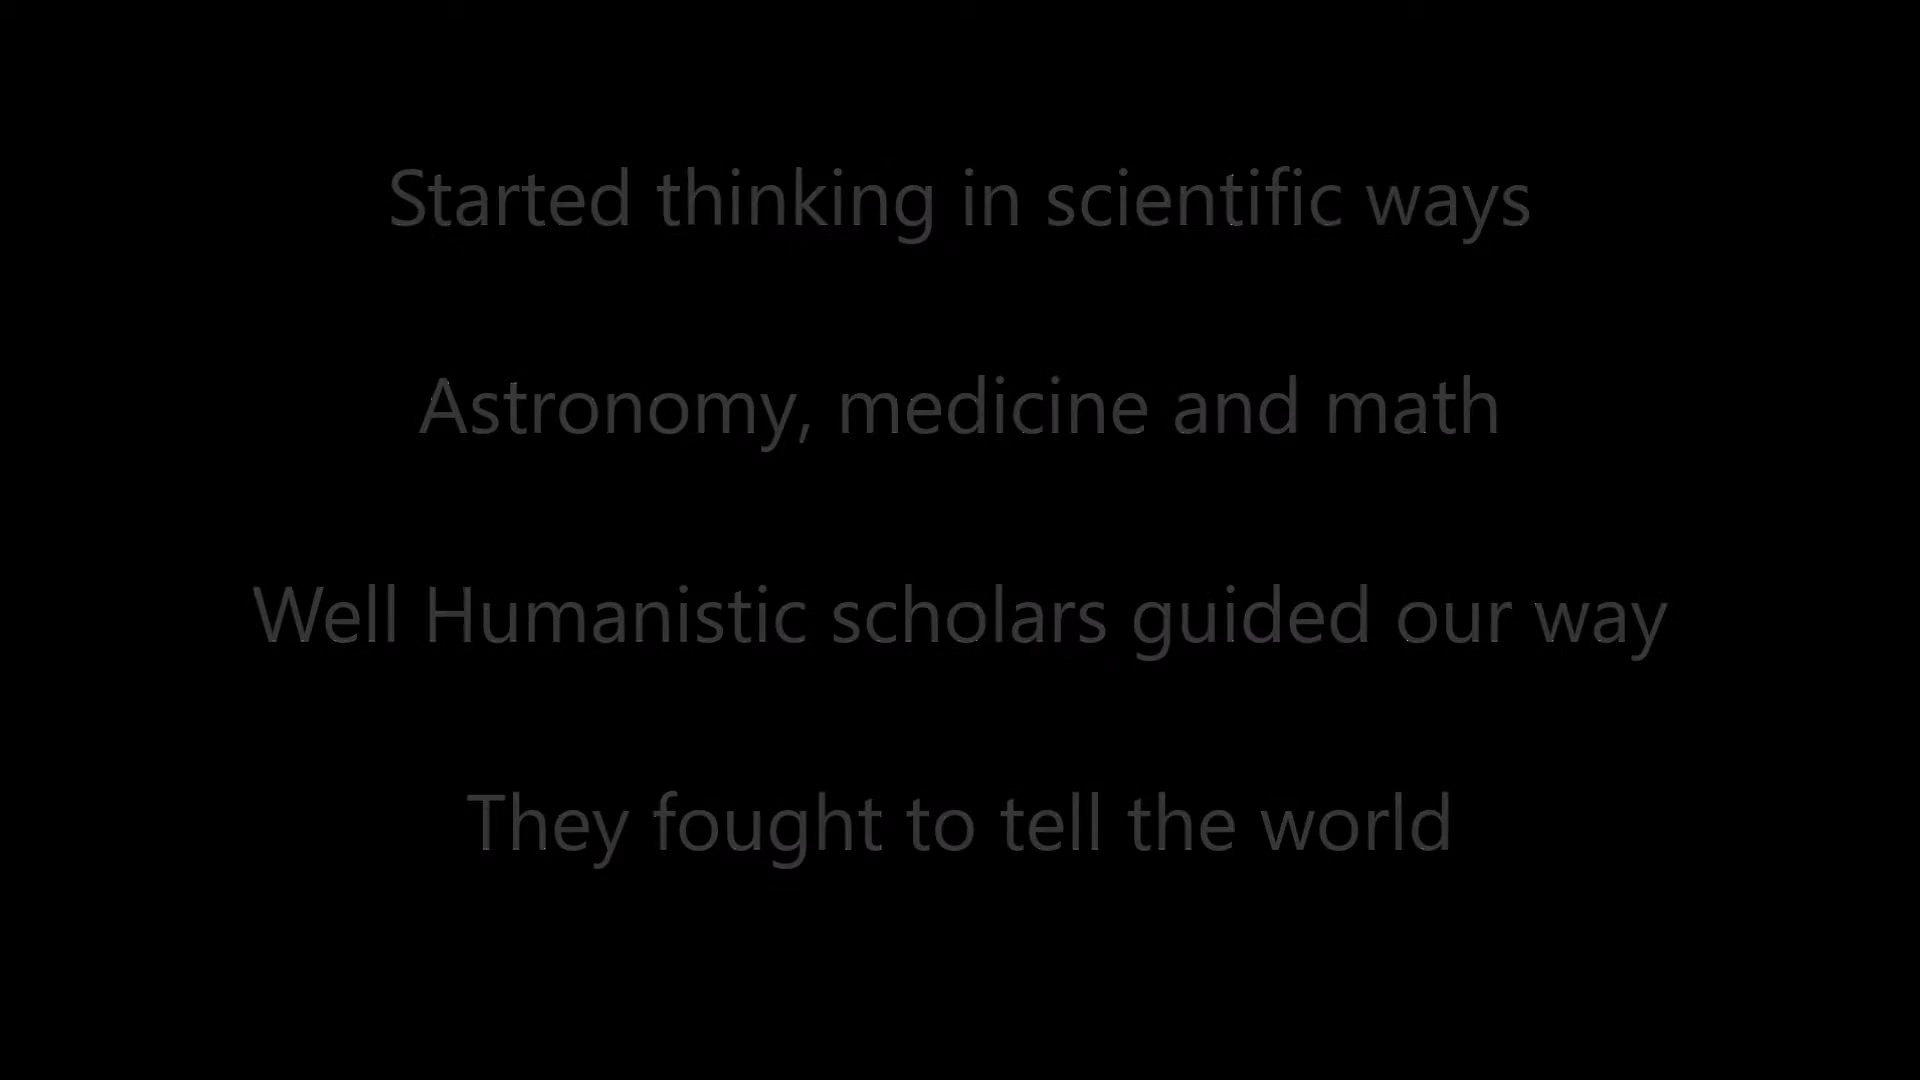 Started thinking in scientific ways
Astronomy, medicine and math
Well Humanistic scholars guided our way
They fought to tell the world